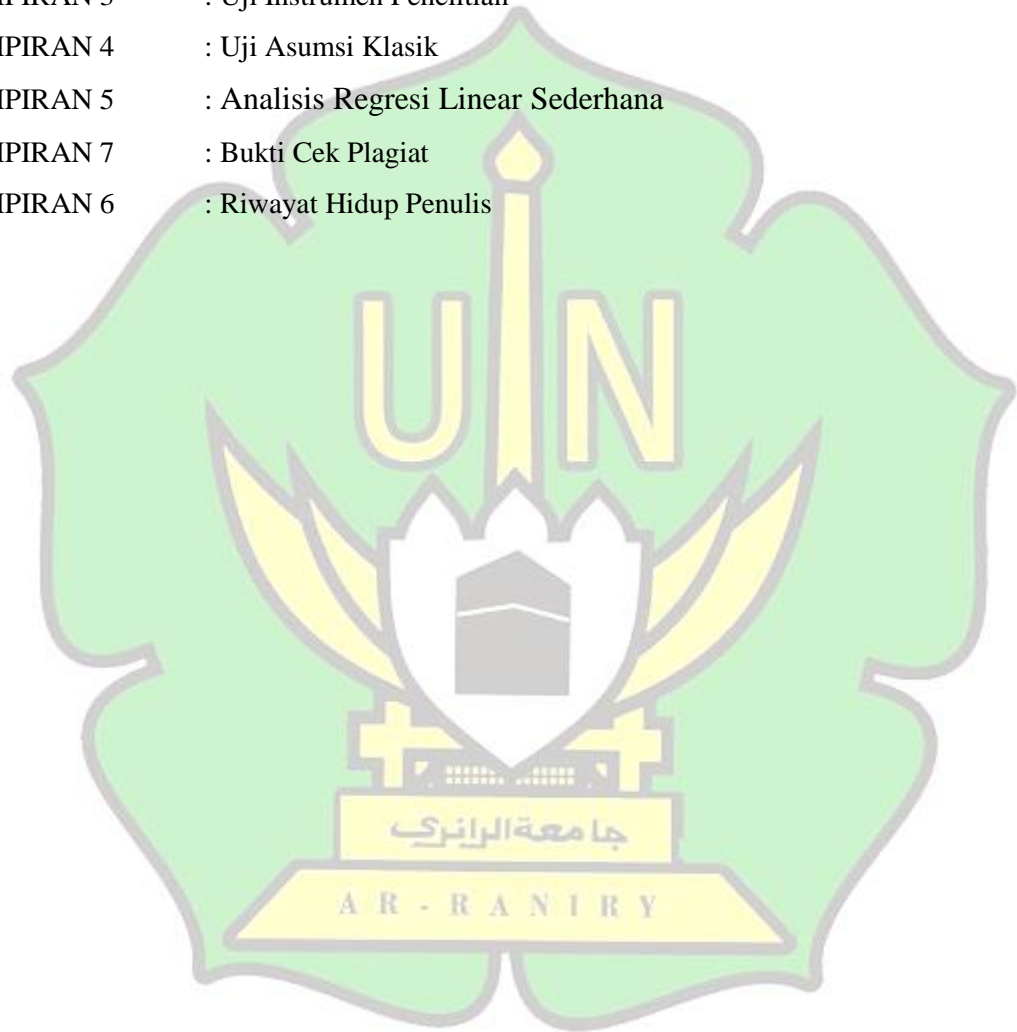 IPIRAN 4 : Uji Asumsi Klasik
IPIRAN 5 : Analisis Regresi Linear Sederhana
IPIRAN 7 : Bukti Cek Plagiat
IPIRAN 6 : Riwayat Hidup Penulis
UIN
جامعة الرانري
AR-RANIRY